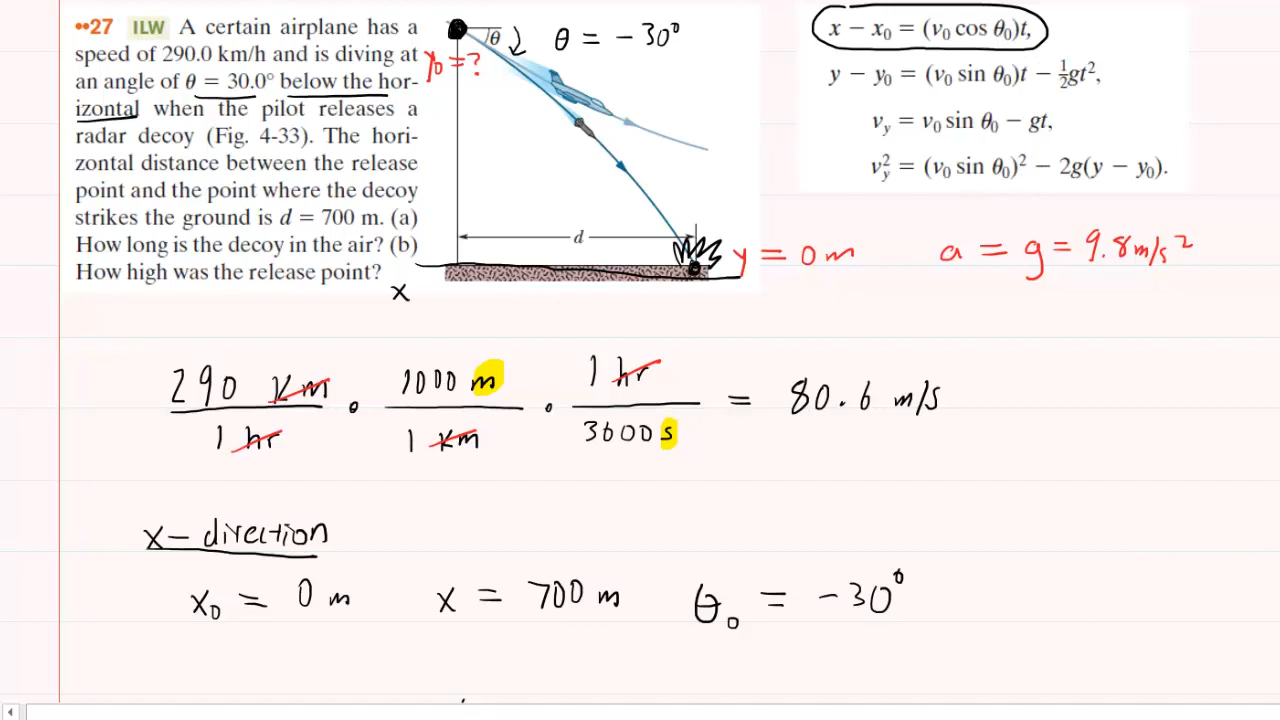 ••27 ILW A certain airplane has a
speed of 290.0 km/h and is diving at
an angle of θ = 30.0° below the hor-
izontal when the pilot releases a
radar decoy (Fig. 4-33). The hori-
zontal distance between the release
point and the point where the decoy
strikes the ground is d = 700 m. (a)
How long is the decoy in the air? (b)
How high was the release point?
θ
θ = -30°
y₀ = ?
d
x
y = 0 m
x − x₀ = (v₀ cos θ₀)t,
y − y₀ = (v₀ sin θ₀)t − ½gt²,
v_y = v₀ sin θ₀ − gt,
v_y² = (v₀ sin θ₀)² − 2g(y − y₀).
a = g = 9.8 m/s²
290 km / 1 hr • 1000 m / 1 km • 1 hr / 3600 s = 80.6 m/s
x-direction
x₀ = 0 m x = 700 m θ₀ = -30°